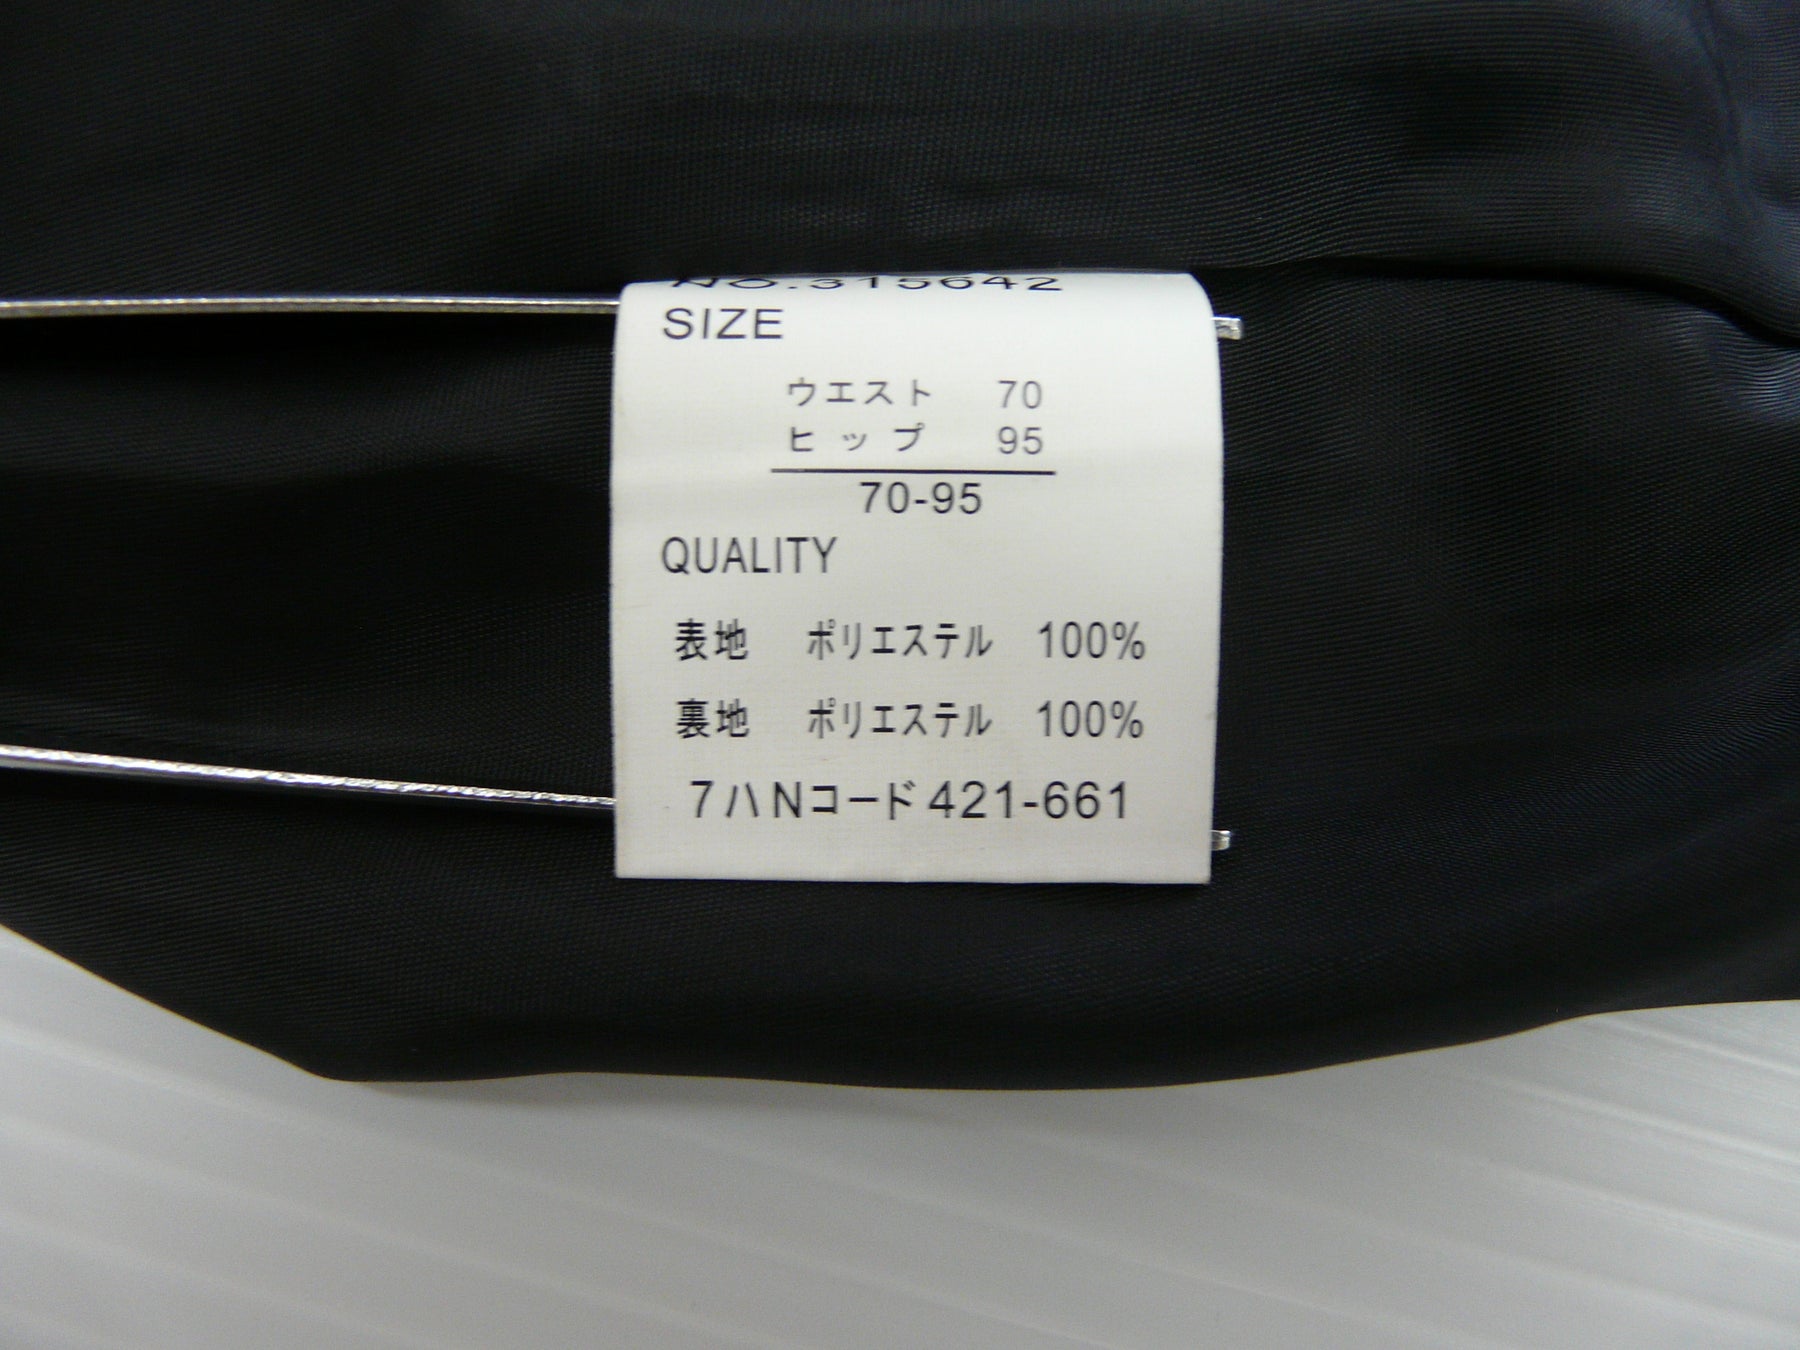 NO.315642
SIZE
ウエスト 70
ヒップ 95
70-95
QUALITY
表地 ポリエステル 100%
裏地 ポリエステル 100%
7ハNコード421-661